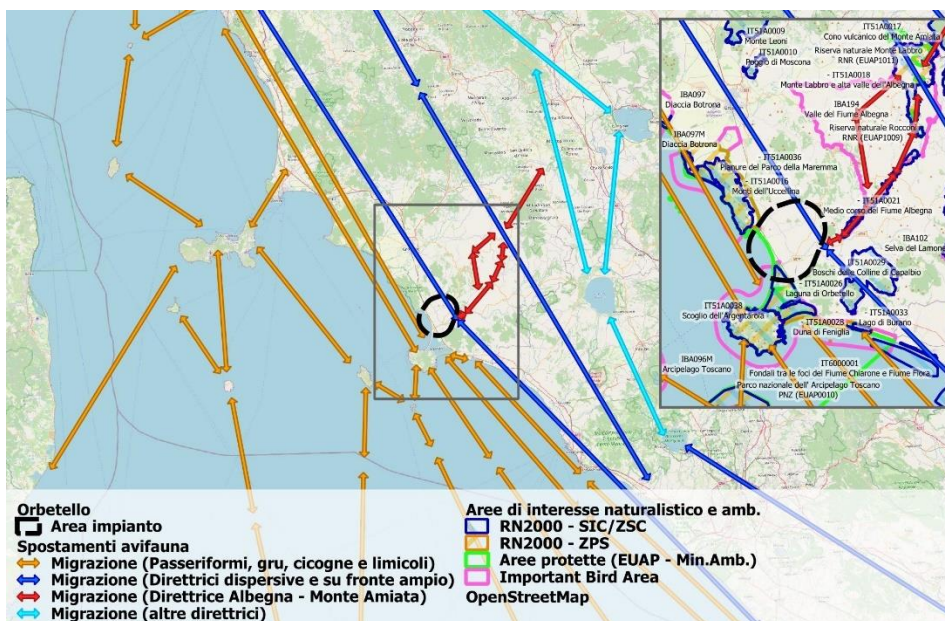 IT51A0009
Monte Leoni
IT51A0010
Poggio di Moscona
IT51A0017
Cono vulcanico del Monte Amiata
Riserva naturale Monte Labbro
RNR (EUAP1013)
- IT51A0018
Monte Labbro e alta valle dell'Albegna
IBA097
Diaccia Botrona
IBA194
Valle del Fiume Albegna
Riserva naturale Rocconi
RNR (EUAP1009)
IBA097M
Diaccia Botrona
- IT51A0036
Pianure del Parco della Maremma
- IT51A0016
Monti dell'Uccellina
- IT51A0021
Medio corso del Fiume Albegna
- IBA102
Selva del Lamone
- IT51A0029
Boschi delle Colline di Capalbio
- IT51A0026
Laguna di Orbetello
IT51A0038
Scoglio dell'Argentarola
- IT51A0033
Lago di Burano
- IT51A0028
Duna di Feniglia
IBA096M
Arcipelago Toscano
IT6000001
Fondali tra le foci del Fiume Chiarone e Fiume Fiora
Parco nazionale dell' Arcipelago Toscano
PNZ (EUAP0010)
Orbetello
Area impianto
Spostamenti avifauna
Migrazione (Passeriformi, gru, cicogne e limicoli)
Migrazione (Direttrici dispersive e su fronte ampio)
Migrazione (Direttrice Albegna - Monte Amiata)
Migrazione (altre direttrici)
Aree di interesse naturalistico e amb.
RN2000 - SIC/ZSC
RN2000 - ZPS
Aree protette (EUAP - Min.Amb.)
Important Bird Area
OpenStreetMap